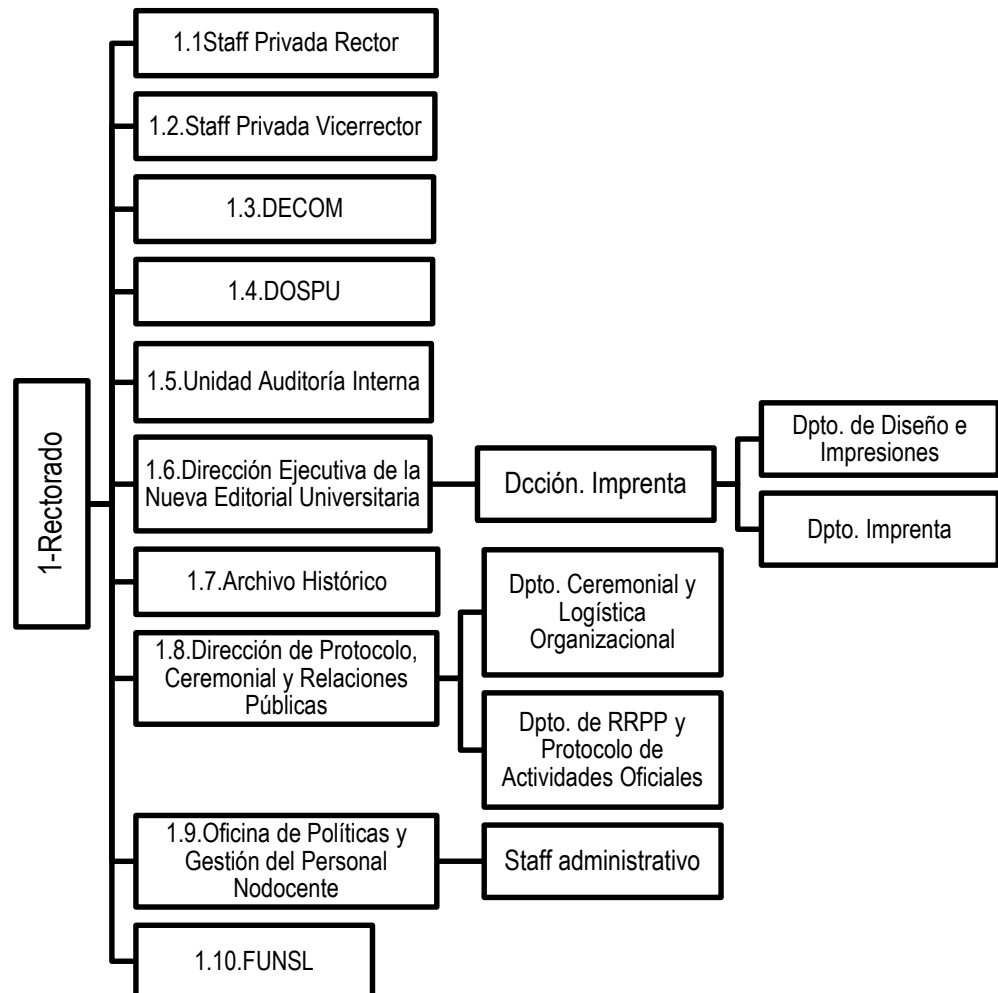 1-Rectorado
1.1Staff Privada Rector
1.2.Staff Privada Vicerrector
1.3.DECOM
1.4.DOSPU
1.5.Unidad Auditoría Interna
1.6.Dirección Ejecutiva de la
Nueva Editorial Universitaria
Dcción. Imprenta
Dpto. de Diseño e
Impresiones
Dpto. Imprenta
1.7.Archivo Histórico
1.8.Dirección de Protocolo,
Ceremonial y Relaciones
Públicas
Dpto. Ceremonial y
Logística
Organizacional
Dpto. de RRPP y
Protocolo de
Actividades Oficiales
1.9.Oficina de Políticas y
Gestión del Personal
Nodocente
Staff administrativo
1.10.FUNSL